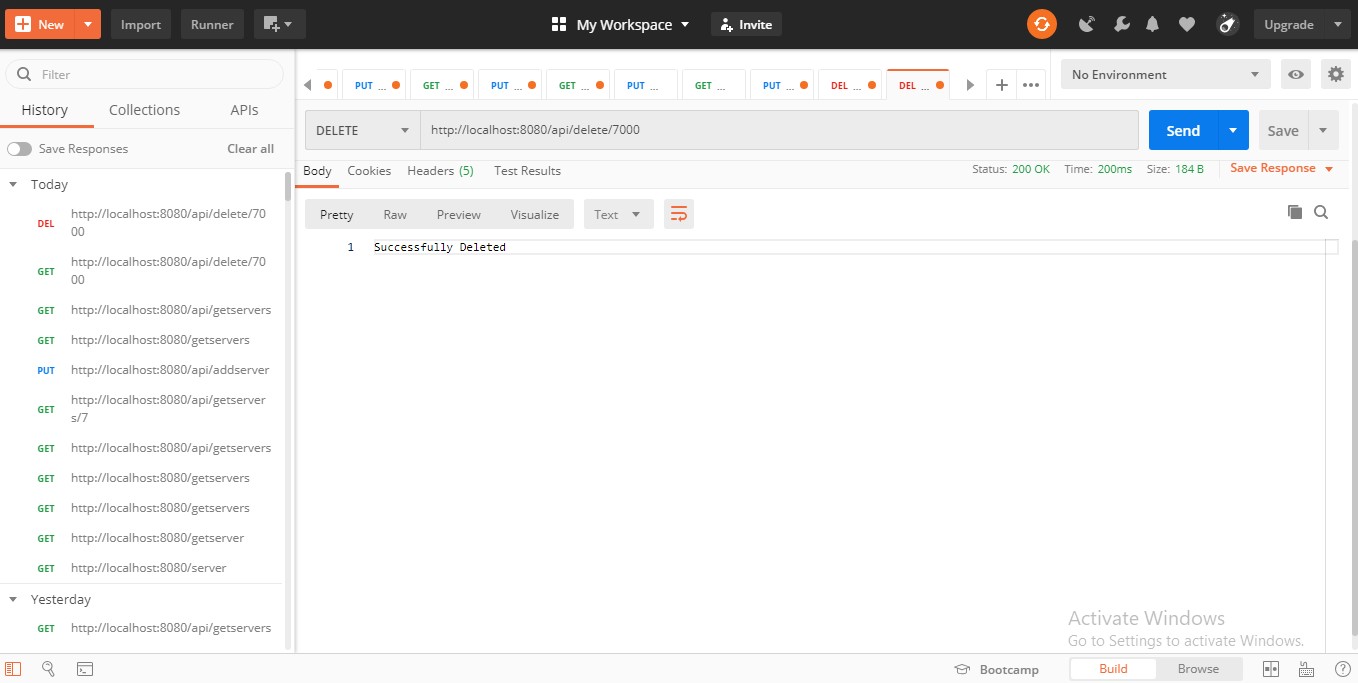 New
Import
Runner
My Workspace
Invite
Upgrade
Filter
History Collections APIs
Save Responses Clear all
Today
DEL http://localhost:8080/api/delete/70
00
GET http://localhost:8080/api/delete/70
00
GET http://localhost:8080/api/getservers
GET http://localhost:8080/getservers
PUT http://localhost:8080/api/addserver
GET http://localhost:8080/api/getserver
s/7
GET http://localhost:8080/api/getservers
GET http://localhost:8080/getservers
GET http://localhost:8080/getservers
GET http://localhost:8080/getserver
GET http://localhost:8080/server
Yesterday
GET http://localhost:8080/api/getservers
PUT ... GET ... PUT ... GET ... PUT ... GET ... PUT ... DEL ... DEL ...
No Environment
DELETE http://localhost:8080/api/delete/7000 Send Save
Body Cookies Headers (5) Test Results Status: 200 OK Time: 200ms Size: 184 B Save Response
Pretty Raw Preview Visualize Text
1 Successfully Deleted
Activate Windows
Go to Settings to activate Windows.
Bootcamp Build Browse